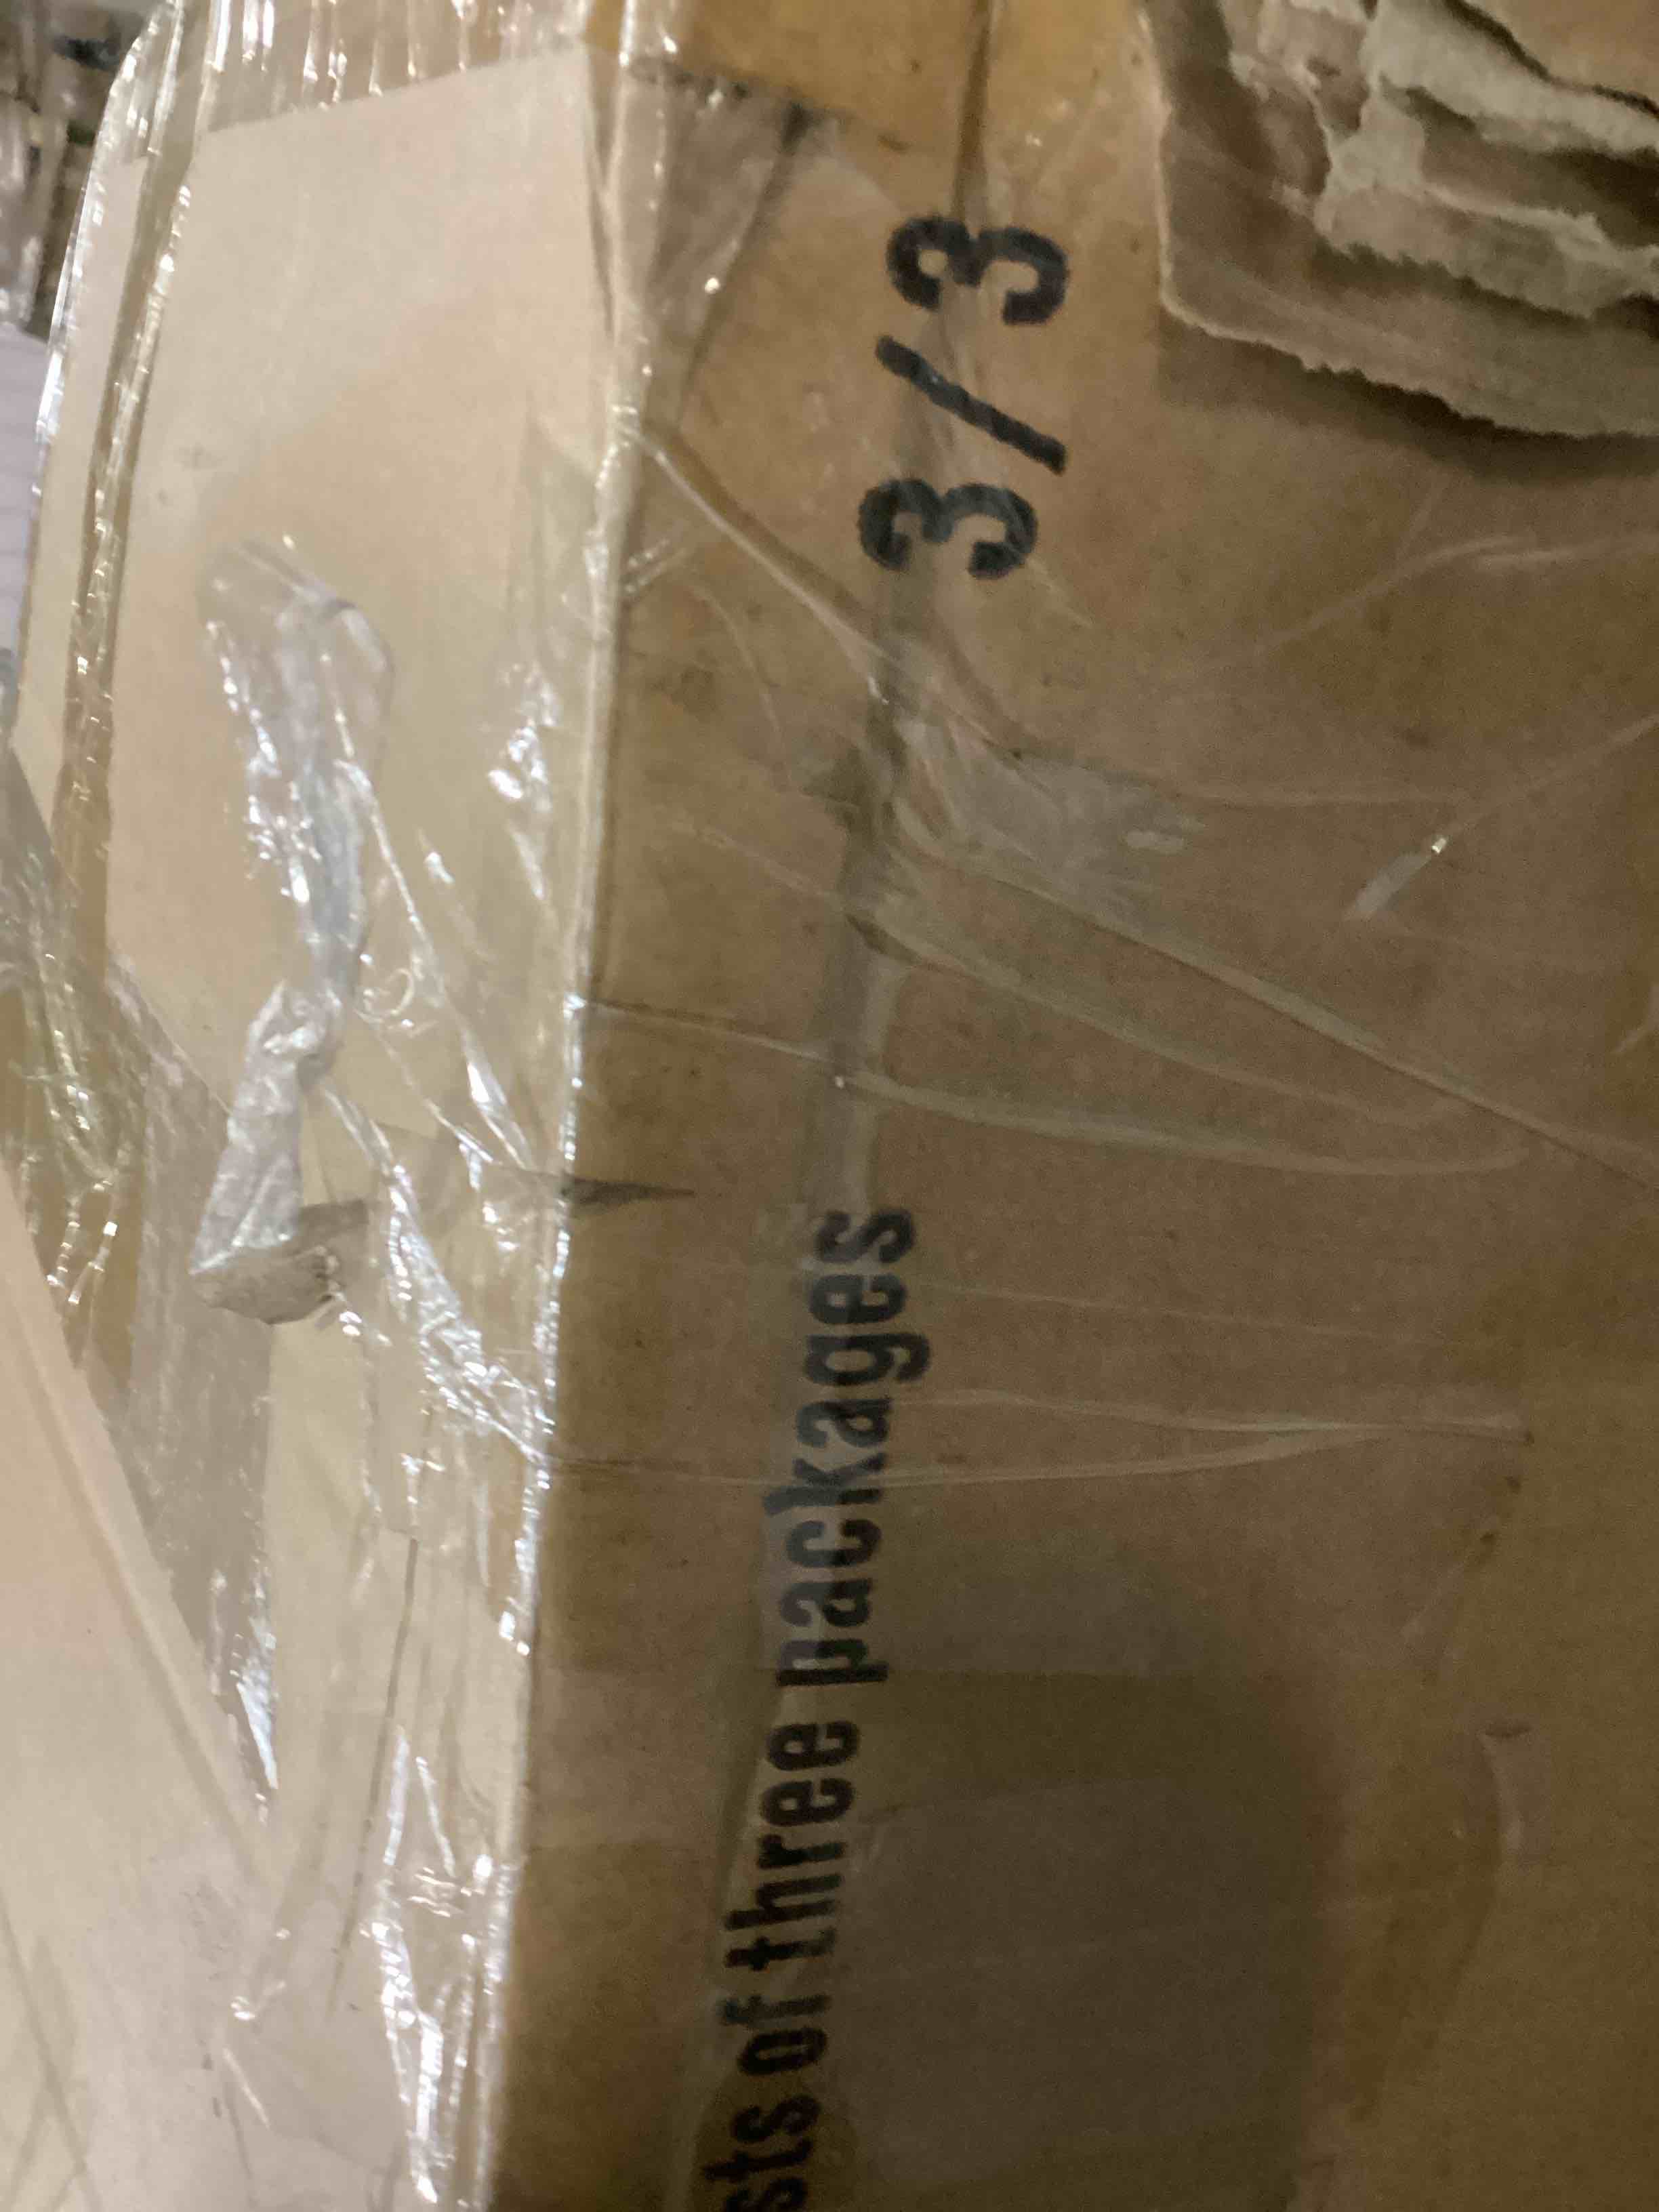 sts of three packages 3/3